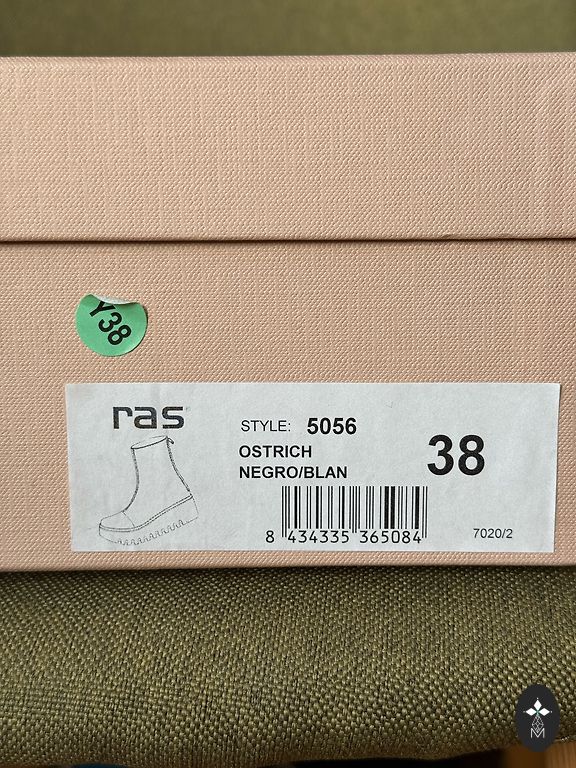 Y38
ras
STYLE: 5056
OSTRICH
NEGRO/BLAN
38
8 434335 365084
7020/2
M